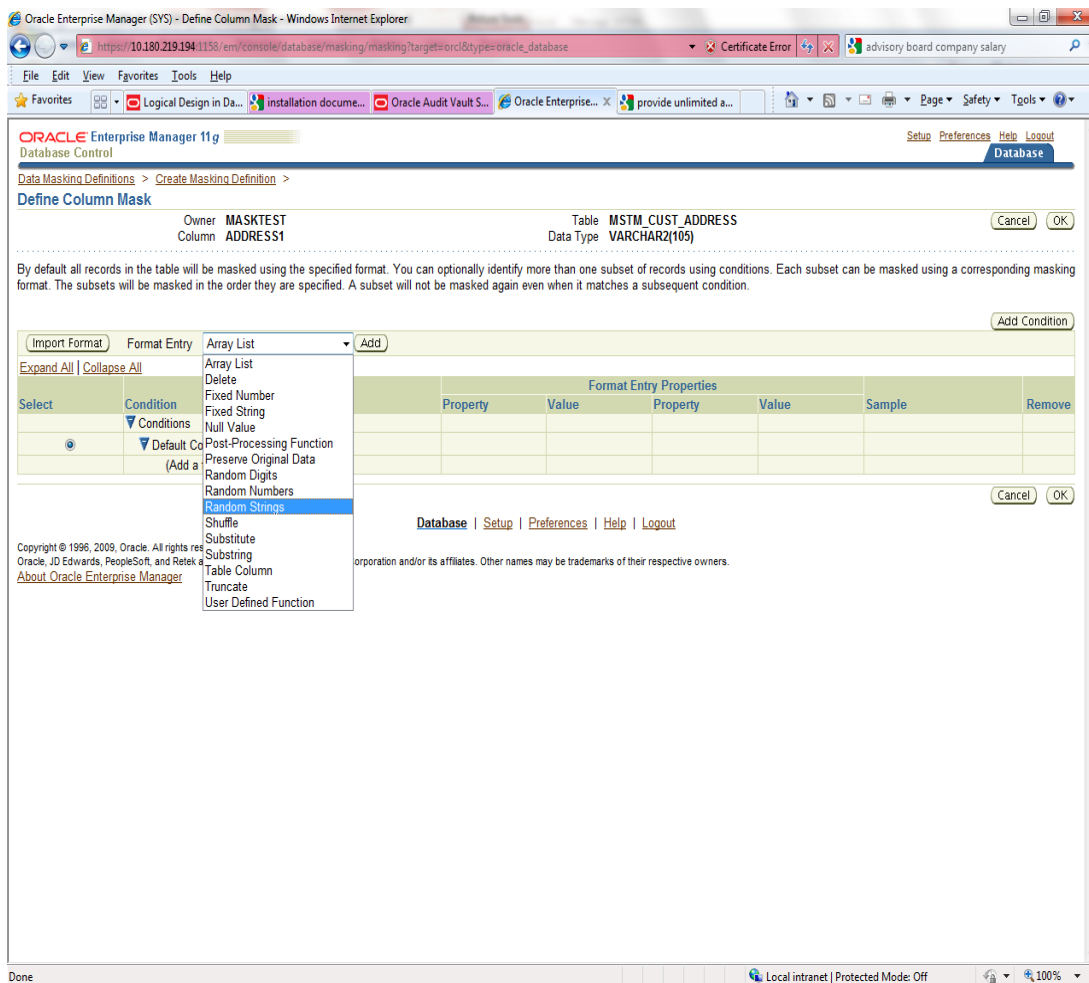 Oracle Enterprise Manager (SYS) - Define Column Mask - Windows Internet Explorer
https://10.180.219.194:1158/em/console/database/masking/masking?target=orcl&type=oracle_database
Certificate Error
advisory board company salary
File Edit View Favorites Tools Help
Favorites
Logical Design in Da...
installation docume...
Oracle Audit Vault S...
Oracle Enterprise... X
provide unlimited a...
Page Safety Tools
ORACLE Enterprise Manager 11g
Database Control
Setup Preferences Help Logout
Database
Data Masking Definitions > Create Masking Definition >
Define Column Mask
Owner MASKTEST
Table MSTM_CUST_ADDRESS
Cancel OK
Column ADDRESS1
Data Type VARCHAR2(105)
By default all records in the table will be masked using the specified format. You can optionally identify more than one subset of records using conditions. Each subset can be masked using a corresponding masking
format. The subsets will be masked in the order they are specified. A subset will not be masked again even when it matches a subsequent condition.
Add Condition
Import Format Format Entry Array List Add
Expand All | Collapse All
Array List
Delete
Fixed Number
Fixed String
Null Value
Post-Processing Function
Preserve Original Data
Random Digits
Random Numbers
Random Strings
Shuffle
Substitute
Substring
Table Column
Truncate
User Defined Function
Format Entry Properties
Select Condition Property Value Property Value Sample Remove
Conditions
Default Co
(Add a
Cancel OK
Database | Setup | Preferences | Help | Logout
Copyright © 1996, 2009, Oracle. All rights res
Oracle, JD Edwards, PeopleSoft, and Retek a
orporation and/or its affiliates. Other names may be trademarks of their respective owners.
About Oracle Enterprise Manager
Done
Local intranet | Protected Mode: Off
100%